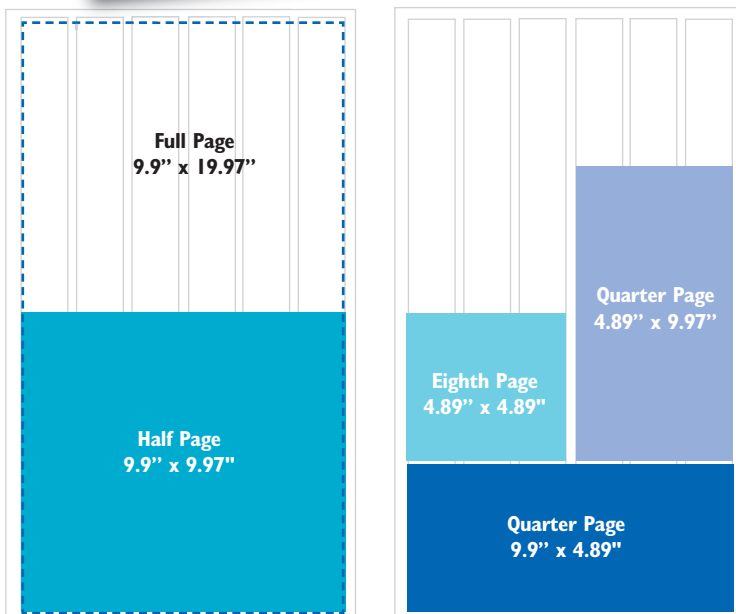 Full Page
9.9’’ x 19.97’’
Half Page
9.9’’ x 9.97"
Quarter Page
4.89’’ x 9.97’’
Eighth Page
4.89’’ x 4.89"
Quarter Page
9.9’’ x 4.89"